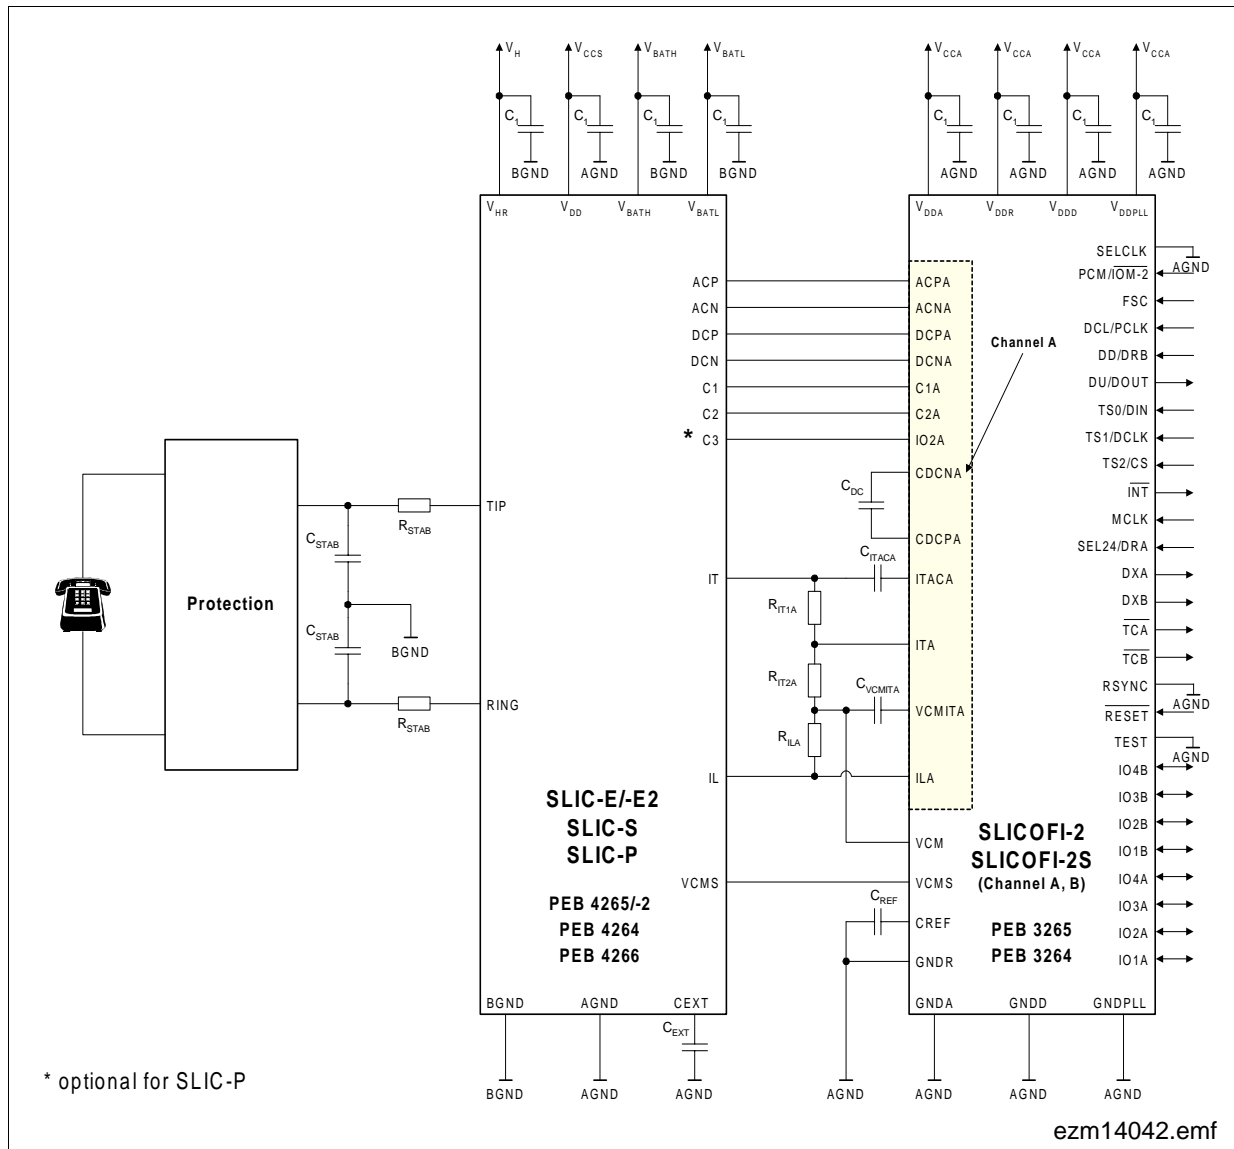 VH VCCS VBATH VBATL VCCA VCCA VCCA VCCA
C1 C1 C1 C1 C1 C1 C1 C1
BGND AGND BGND BGND AGND AGND AGND AGND
VHR VDD VBATH VBATL VDDA VDDR VDDD VDDPLL
SELCLK
AGND
PCM/IOM-2
FSC
DCL/PCLK
DD/DRB
DU/DOUT
TS0/DIN
TS1/DCLK
TS2/CS
INT
MCLK
SEL24/DRA
DXA
DXB
TCA
TCB
RSYNC
AGND
RESET
TEST
AGND
IO4B
IO3B
IO2B
IO1B
IO4A
IO3A
IO2A
IO1A
ACP ACPA
ACN ACNA
DCP DCPA
DCN DCNA
Channel A
C1 C1A
C2 C2A
* C3 IO2A
CDCNA
CDC
CDCPA
CITACA
IT ITACA
RIT1A
ITA
RIT2A
CVCMITA
VCMITA
RILA
IL ILA
VCM
VCMS VCMS
CREF
CREF
GNDR
TIP
RSTAB
CSTAB
Protection
CSTAB
BGND
RING
RSTAB
SLIC-E/-E2
SLIC-S
SLIC-P
PEB 4265/-2
PEB 4264
PEB 4266
SLICOFI-2
SLICOFI-2S
(Channel A, B)
PEB 3265
PEB 3264
BGND AGND CEXT GNDA GNDD GNDPLL
CEXT
BGND AGND AGND AGND AGND AGND AGND
* optional for SLIC-P
ezm14042.emf